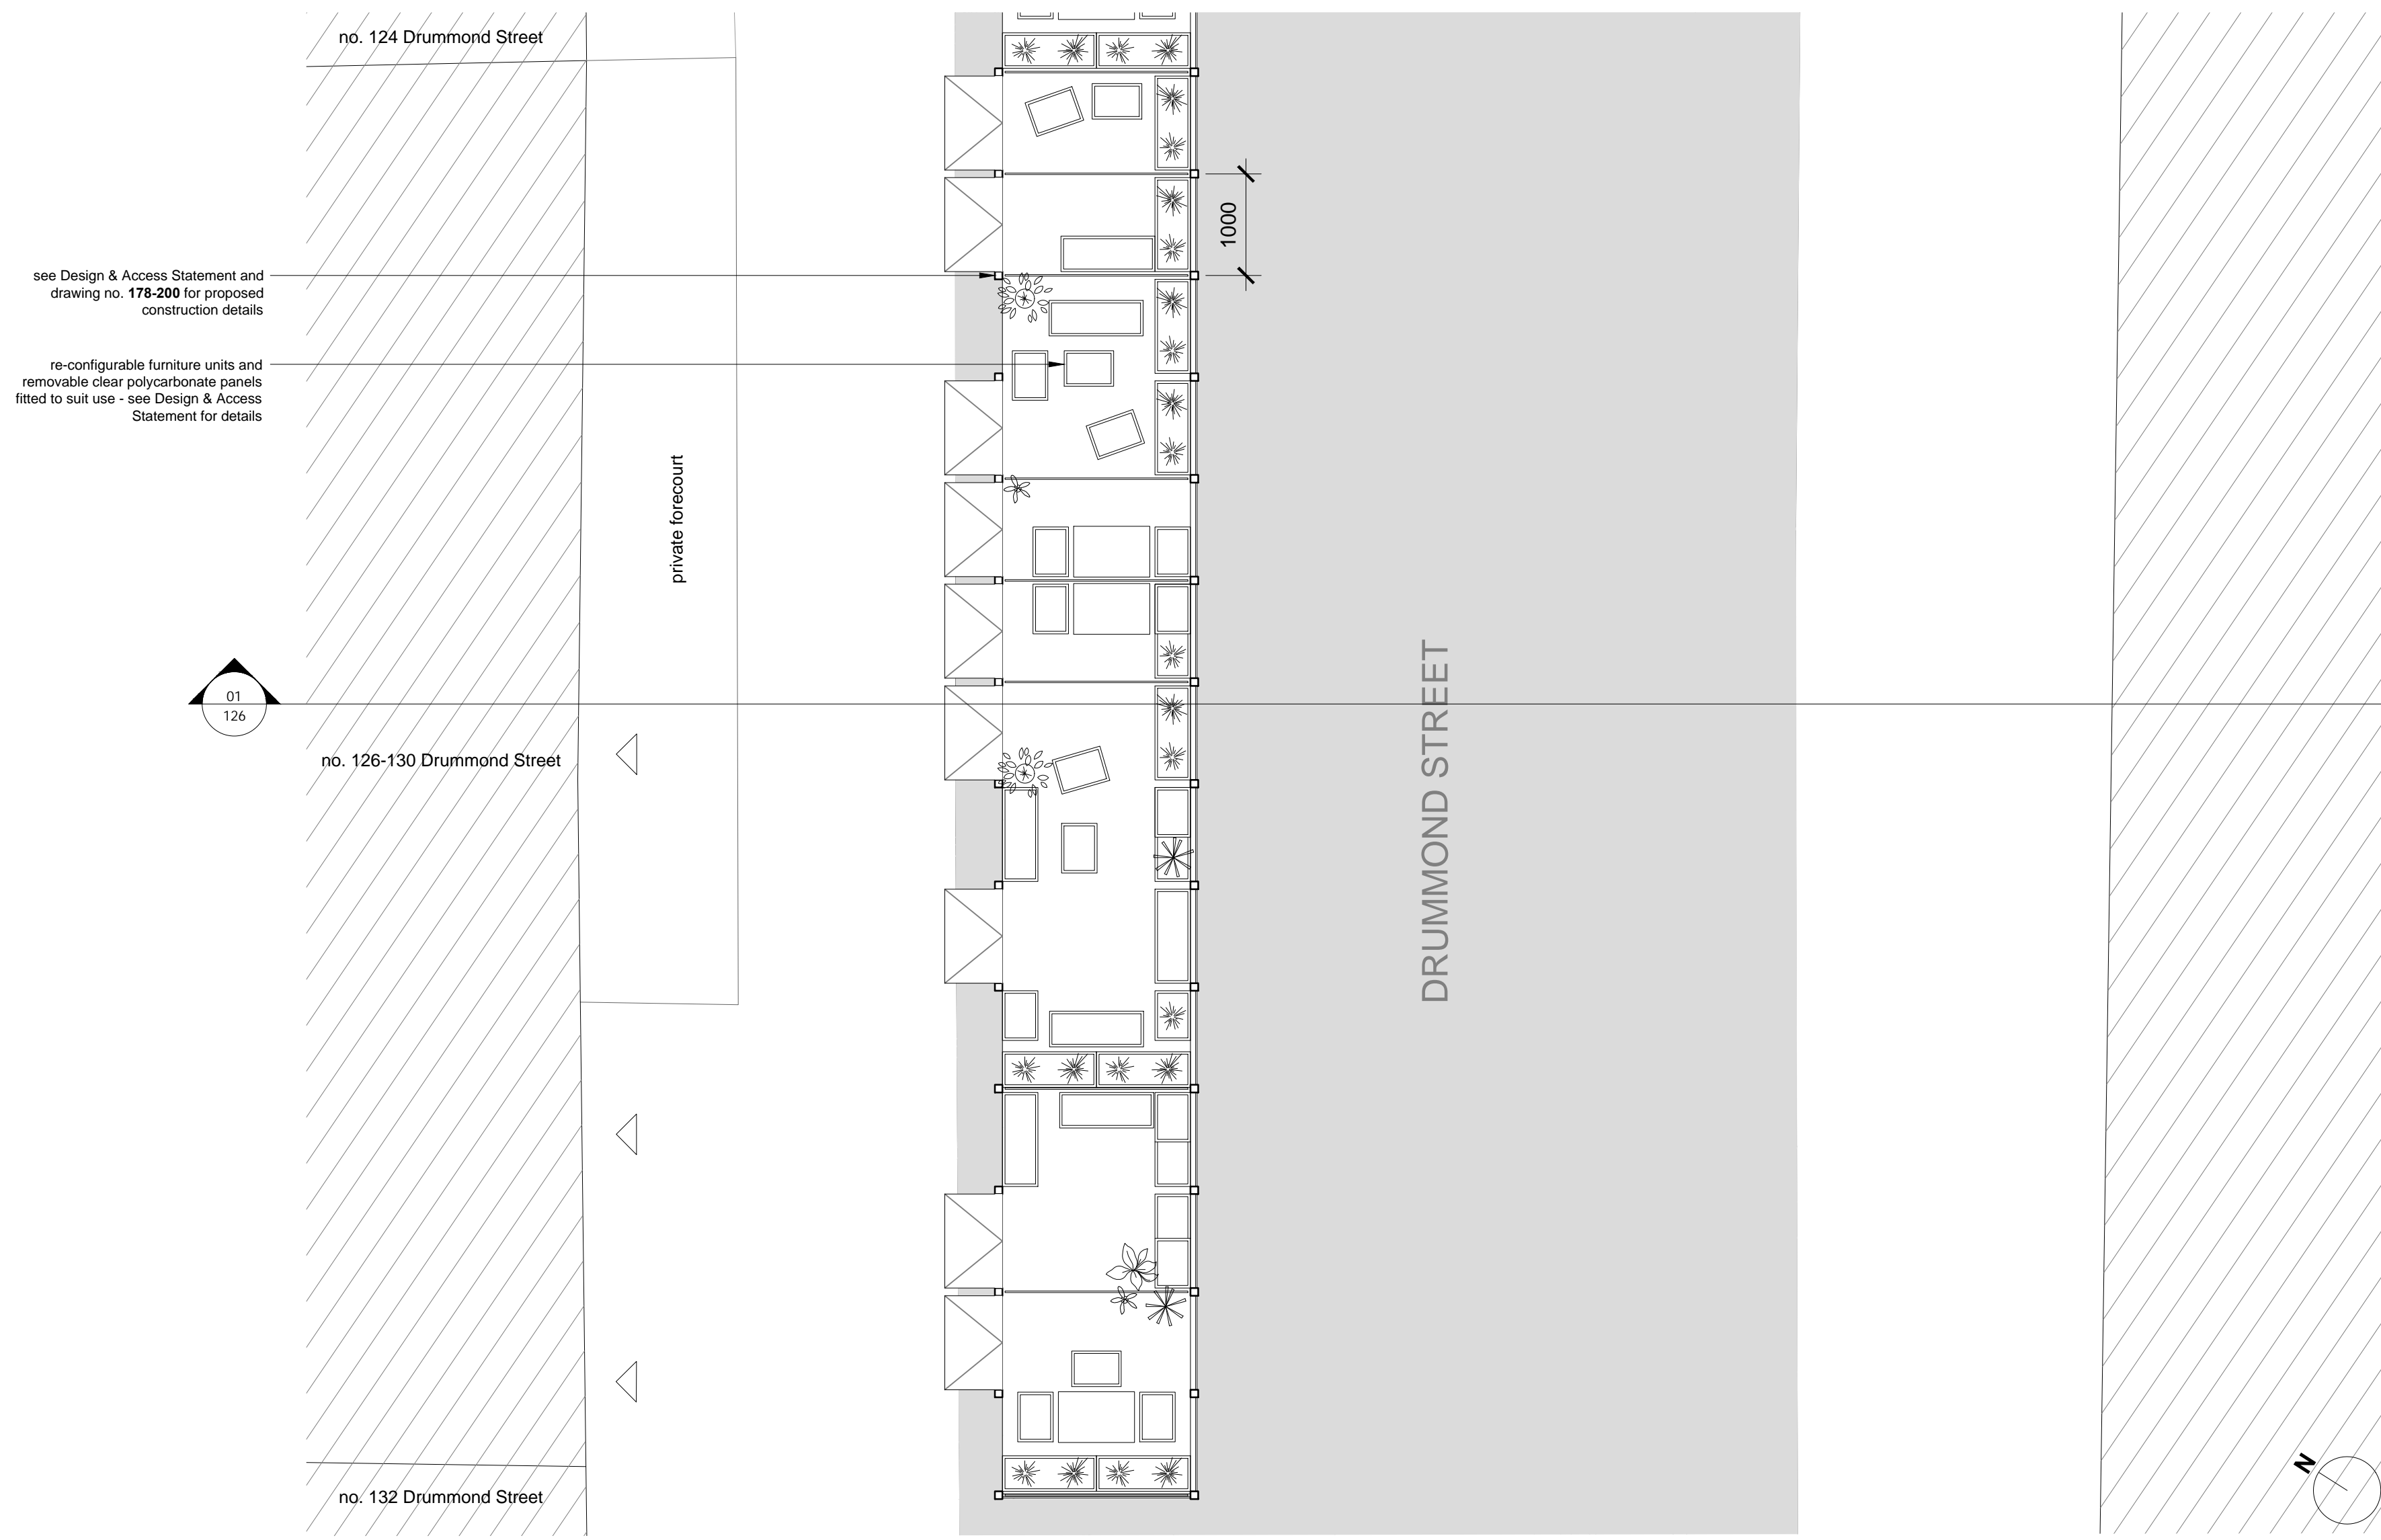 no. 124 Drummond Street
1000
see Design & Access Statement and
drawing no. 178-200 for proposed
construction details
re-configurable furniture units and
removable clear polycarbonate panels
fitted to suit use - see Design & Access
Statement for details
private forecourt
01
126
no. 126-130 Drummond Street
DRUMMOND STREET
N
no. 132 Drummond Street